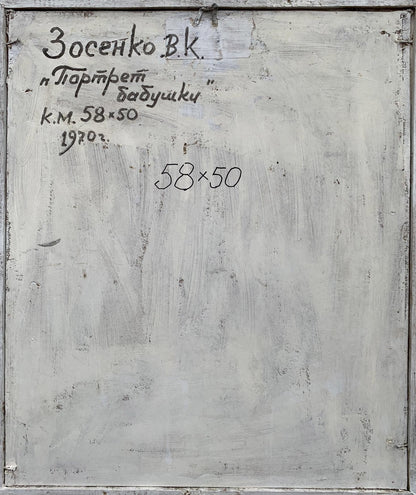 Зосенко В.К.
„Портрет
бабушки"
К.М. 58×50
1970г.
58×50